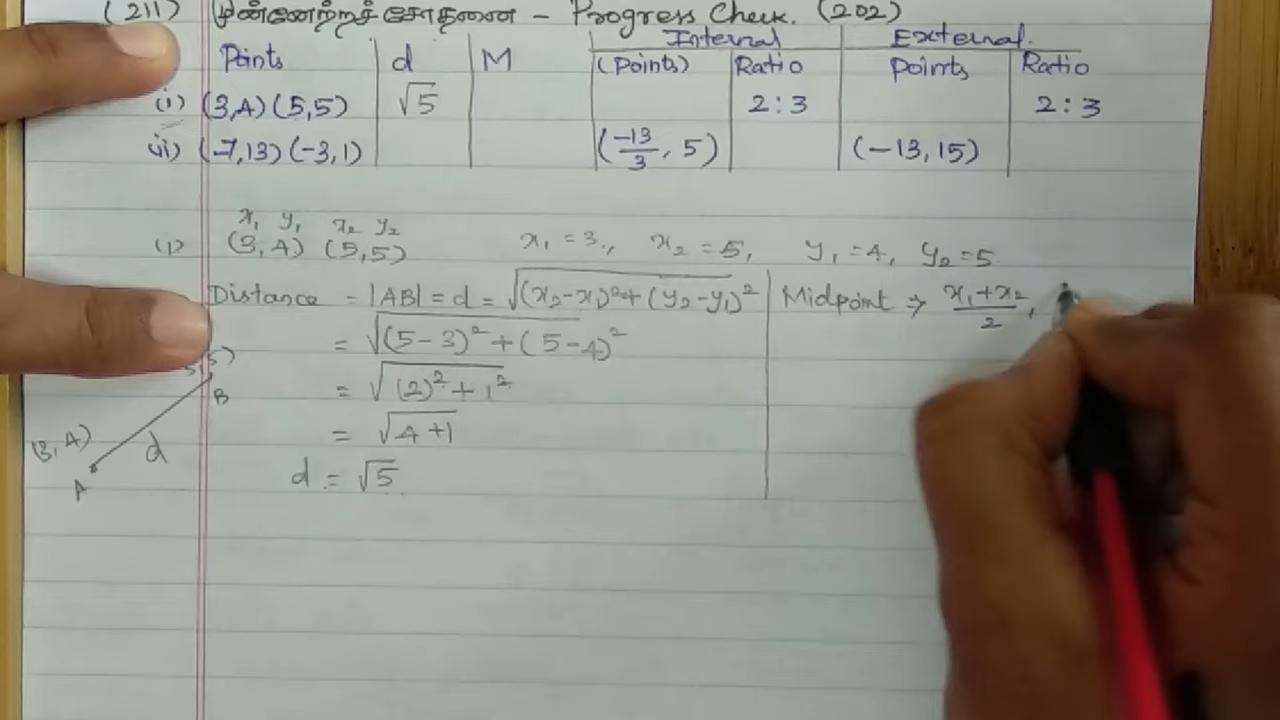 (211) முன்னேற்றச் சோதனை – Progress Check. (202)
Internal External.
Points d M (Points) Ratio Points Ratio
(i) (3,4) (5,5) √5 2:3 2:3
(ii) (-7,13) (-3,1) (-13/3, 5) (-13,15)
x₁ y₁ x₂ y₂
(i) (3,4) (5,5) x₁ = 3, x₂ = 5, y₁ = 4, y₂ = 5
Distance = |AB| = d = √(x₂-x₁)²+(y₂-y₁)² Midpoint ⇒ x₁+x₂/2,
= √(5-3)²+(5-4)²
= √(2)²+1²
B
= √4+1
(3,4) d
d = √5
A